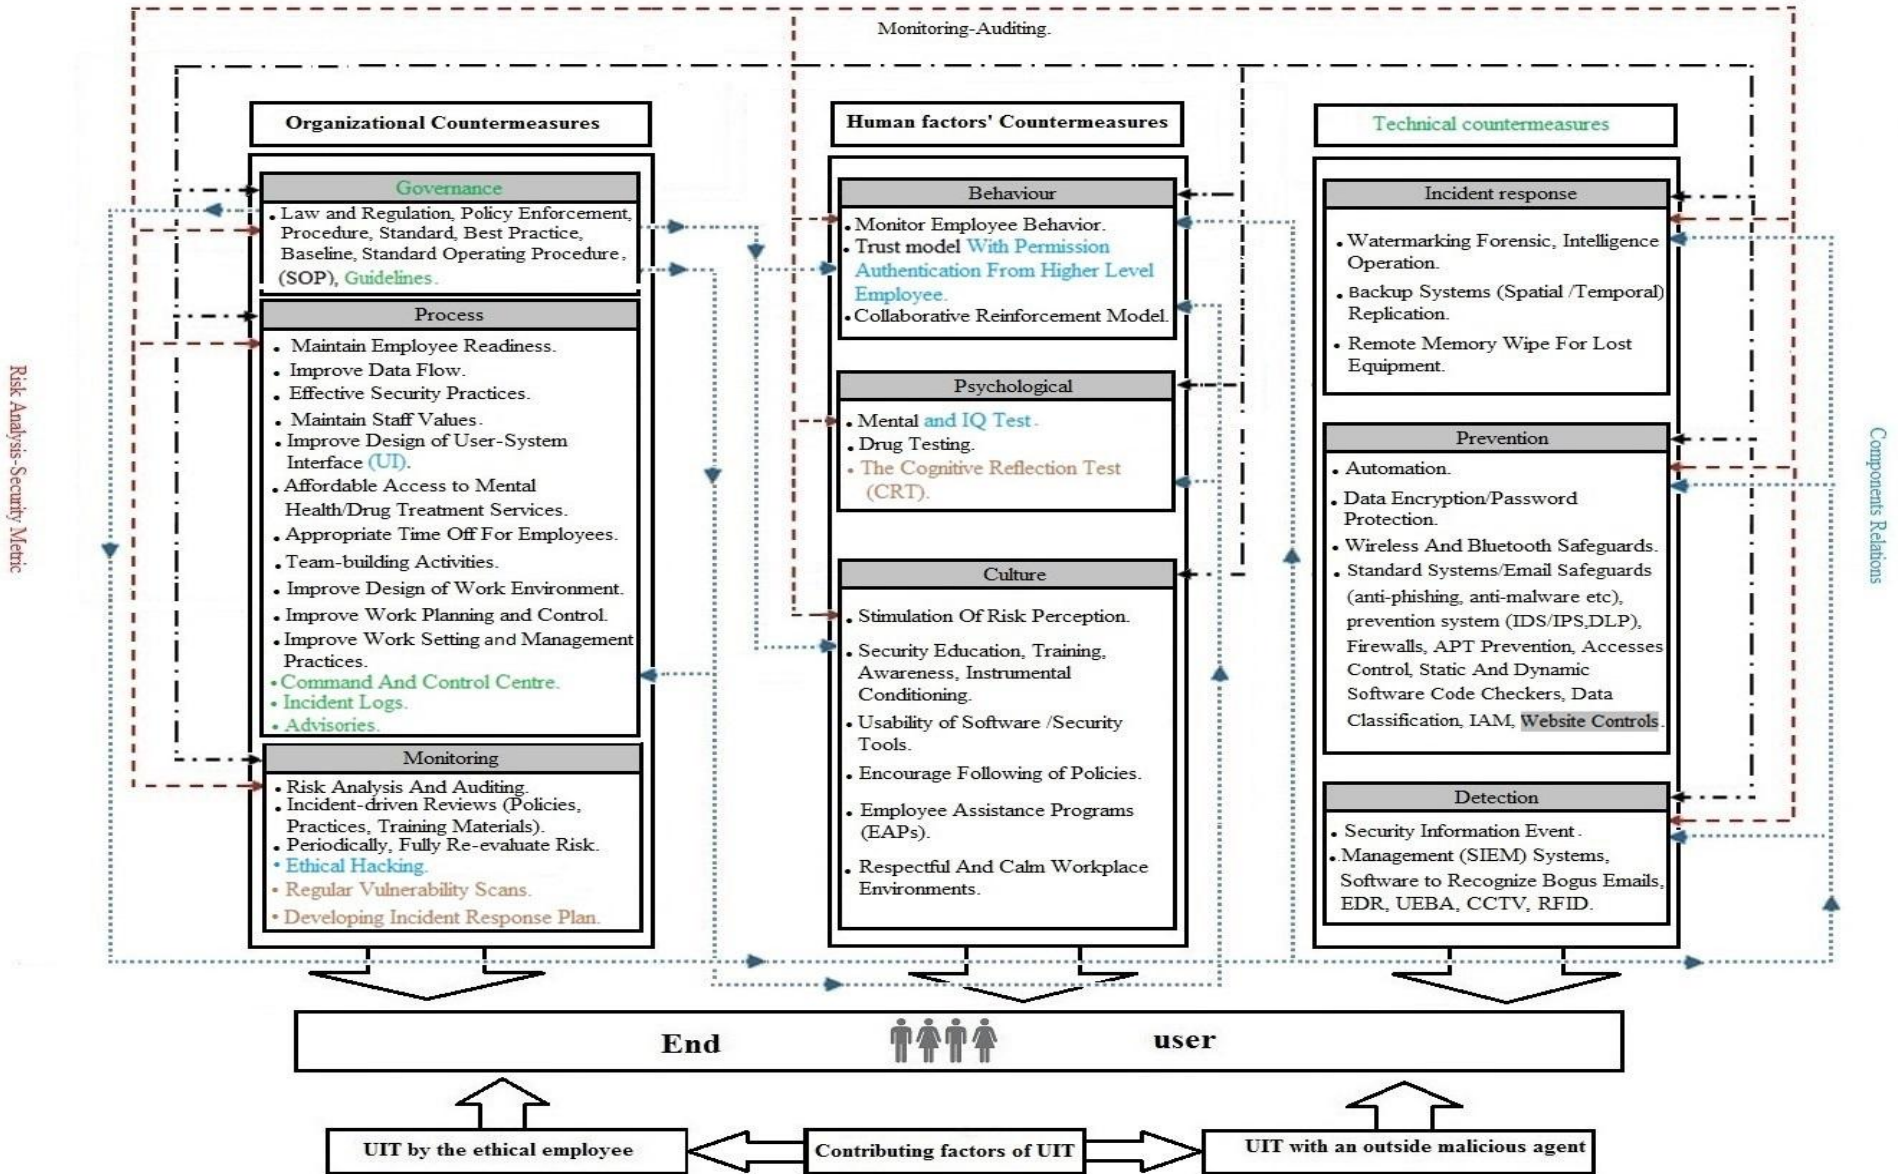 Monitoring-Auditing.
Risk Analysis-Security Metric
Organizational Countermeasures
Governance
• Law and Regulation, Policy Enforcement,
Procedure, Standard, Best Practice,
Baseline, Standard Operating Procedure,
(SOP), Guidelines.
Process
• Maintain Employee Readiness.
• Improve Data Flow.
• Effective Security Practices.
• Maintain Staff Values.
• Improve Design of User-System
Interface (UI).
• Affordable Access to Mental
Health/Drug Treatment Services.
• Appropriate Time Off For Employees.
• Team-building Activities.
• Improve Design of Work Environment.
• Improve Work Planning and Control.
• Improve Work Setting and Management
Practices.
• Command And Control Centre.
• Incident Logs.
• Advisories.
Monitoring
• Risk Analysis And Auditing.
• Incident-driven Reviews (Policies,
Practices, Training Materials).
• Periodically, Fully Re-evaluate Risk.
• Ethical Hacking.
• Regular Vulnerability Scans.
• Developing Incident Response Plan.
Human factors' Countermeasures
Behaviour
• Monitor Employee Behavior.
• Trust model With Permission
Authentication From Higher Level
Employee.
• Collaborative Reinforcement Model.
Psychological
• Mental and IQ Test.
• Drug Testing.
• The Cognitive Reflection Test
(CRT).
Culture
• Stimulation Of Risk Perception.
• Security Education, Training,
Awareness, Instrumental
Conditioning.
• Usability of Software /Security
Tools.
• Encourage Following of Policies.
• Employee Assistance Programs
(EAPs).
• Respectful And Calm Workplace
Environments.
Technical countermeasures
Incident response
• Watermarking Forensic, Intelligence
Operation.
• Backup Systems (Spatial /Temporal)
Replication.
• Remote Memory Wipe For Lost
Equipment.
Prevention
• Automation.
• Data Encryption/Password
Protection.
• Wireless And Bluetooth Safeguards.
• Standard Systems/Email Safeguards
(anti-phishing, anti-malware etc),
prevention system (IDS/IPS,DLP),
Firewalls, APT Prevention, Accesses
Control, Static And Dynamic
Software Code Checkers, Data
Classification, IAM, Website Controls.
Detection
• Security Information Event.
• Management (SIEM) Systems,
Software to Recognize Bogus Emails,
EDR, UEBA, CCTV, RFID.
Components Relations
End user
UIT by the ethical employee
Contributing factors of UIT
UIT with an outside malicious agent